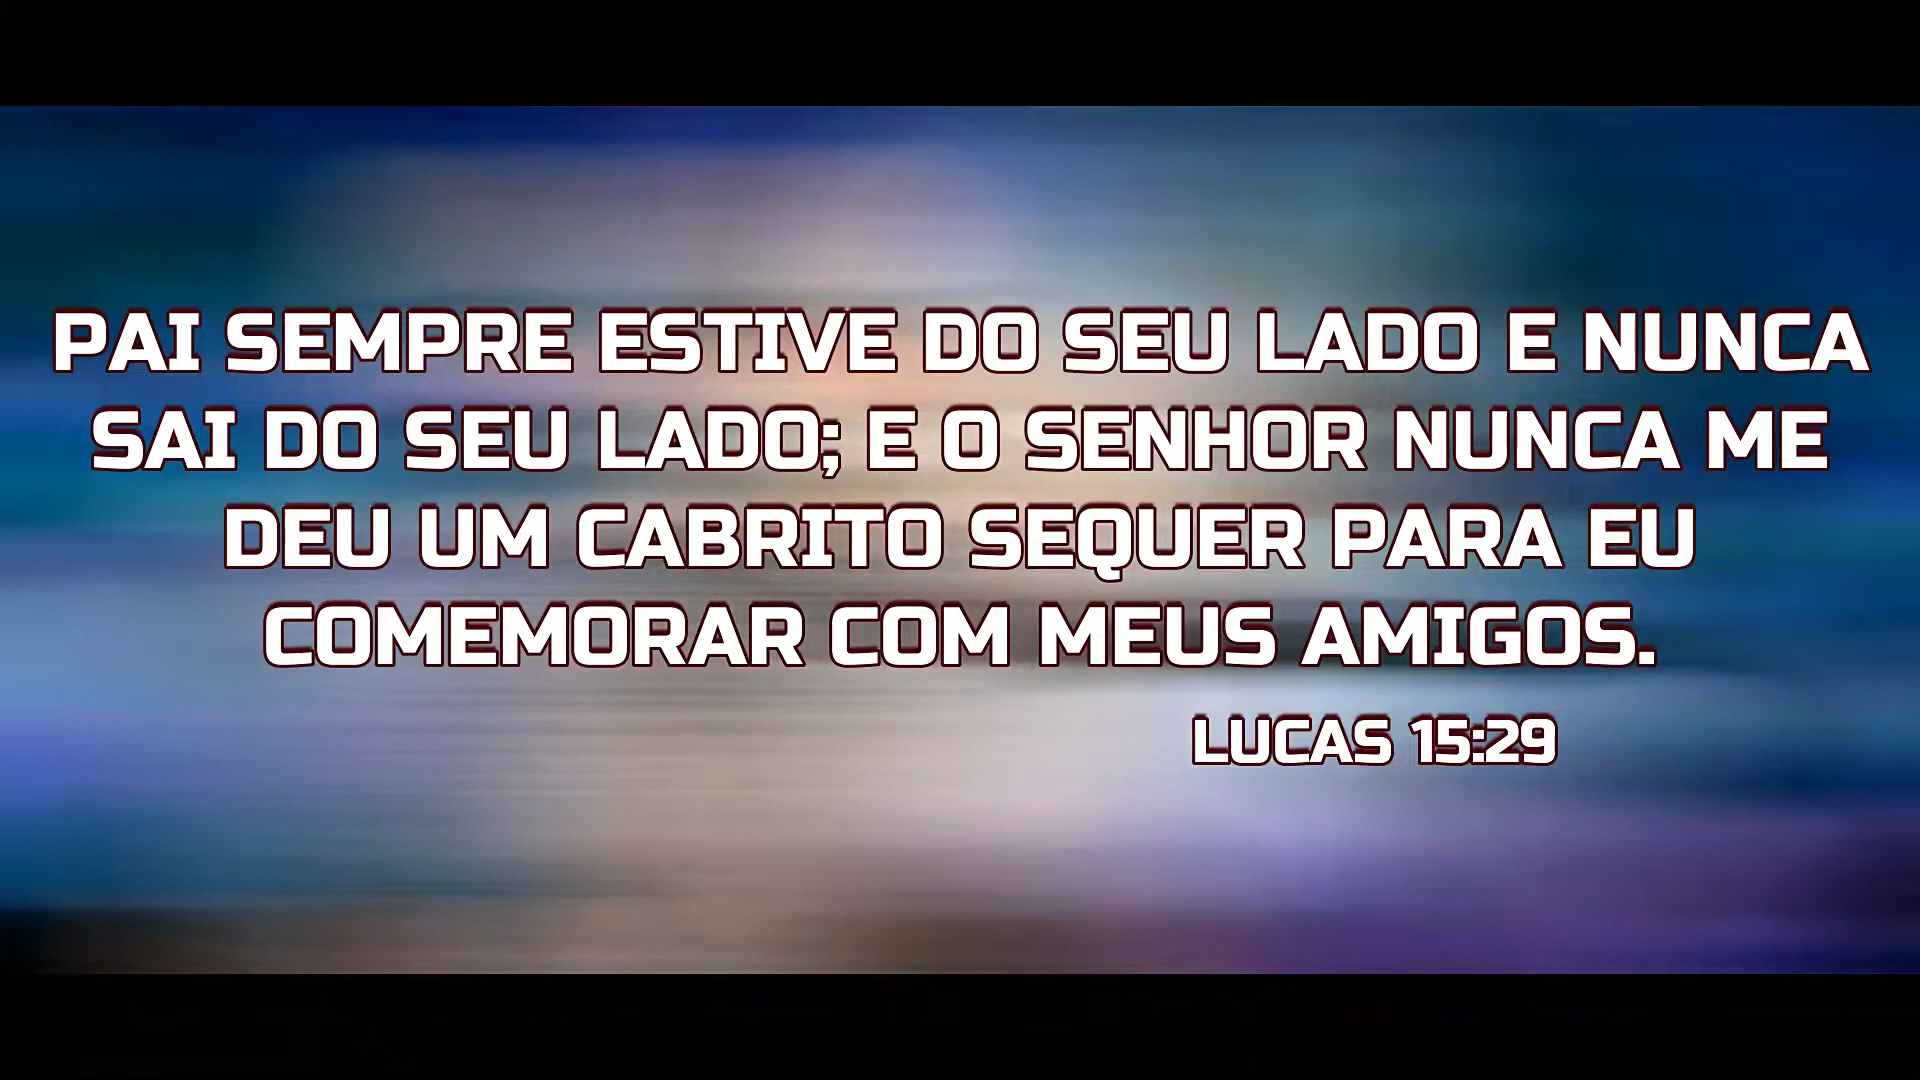 PAI SEMPRE ESTIVE DO SEU LADO E NUNCA
SAI DO SEU LADO; E O SENHOR NUNCA ME
DEU UM CABRITO SEQUER PARA EU
COMEMORAR COM MEUS AMIGOS.
LUCAS 15:29